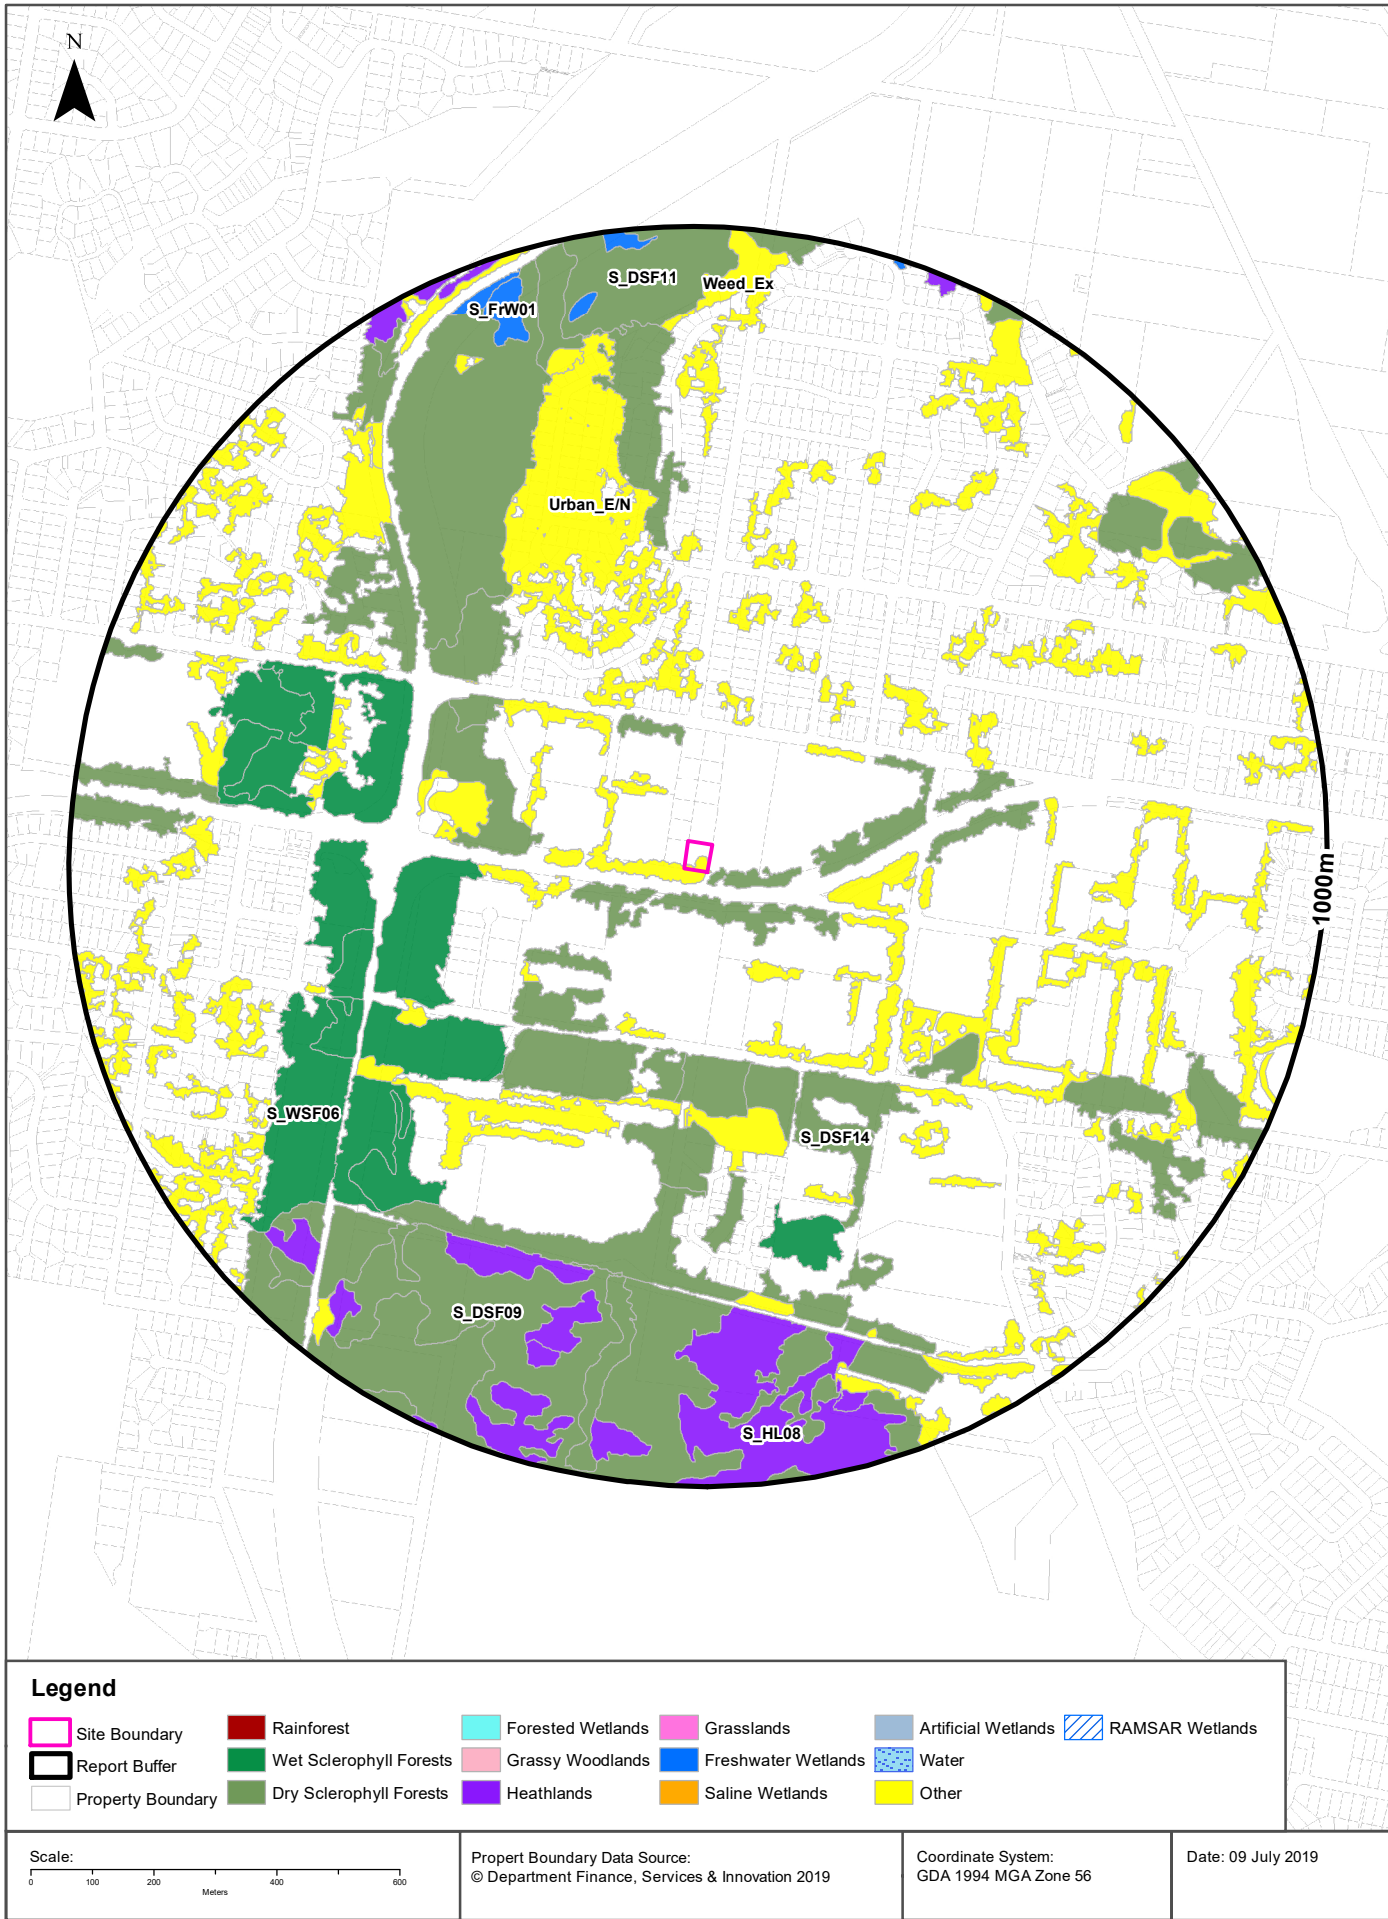 N
S_DSF11
Weed_Ex
S_FrW01
Urban_E/N
1000m
S_WSF06
S_DSF14
S_DSF09
S_HL08
Legend
Site Boundary
Report Buffer
Property Boundary
Rainforest
Wet Sclerophyll Forests
Dry Sclerophyll Forests
Forested Wetlands
Grassy Woodlands
Heathlands
Grasslands
Freshwater Wetlands
Saline Wetlands
Artificial Wetlands
Water
Other
RAMSAR Wetlands
Scale:
0 100 200 400 600
Meters
Propert Boundary Data Source:
© Department Finance, Services & Innovation 2019
Coordinate System:
GDA 1994 MGA Zone 56
Date: 09 July 2019